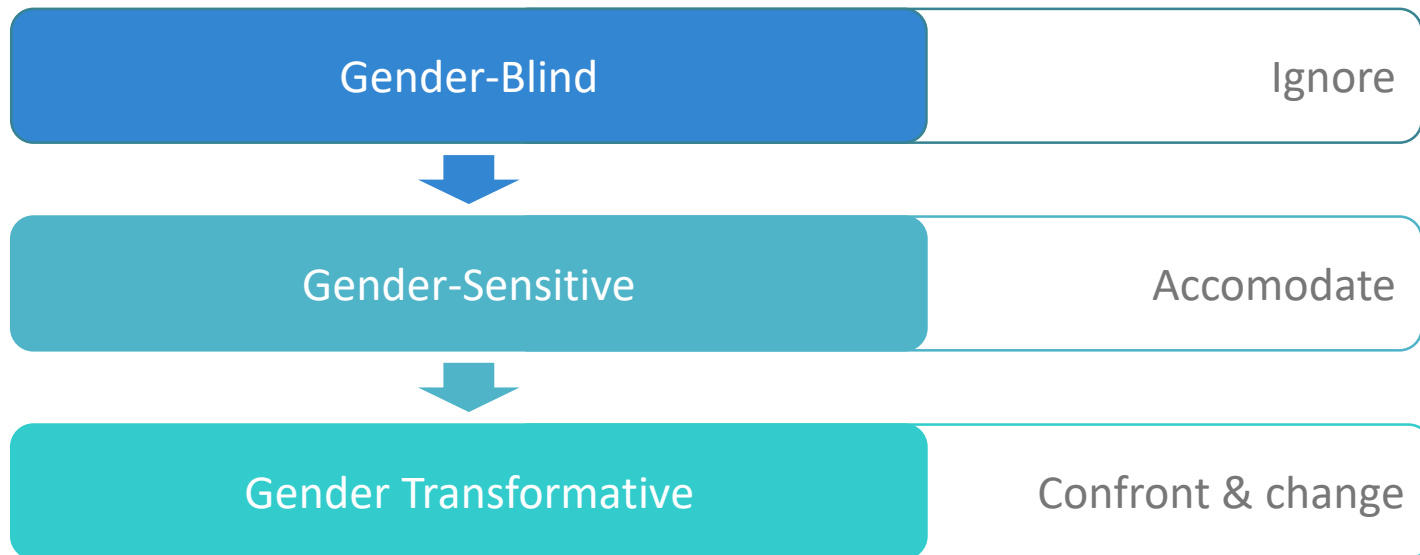 Gender-Blind
Ignore
Gender-Sensitive
Accomodate
Gender Transformative
Confront & change